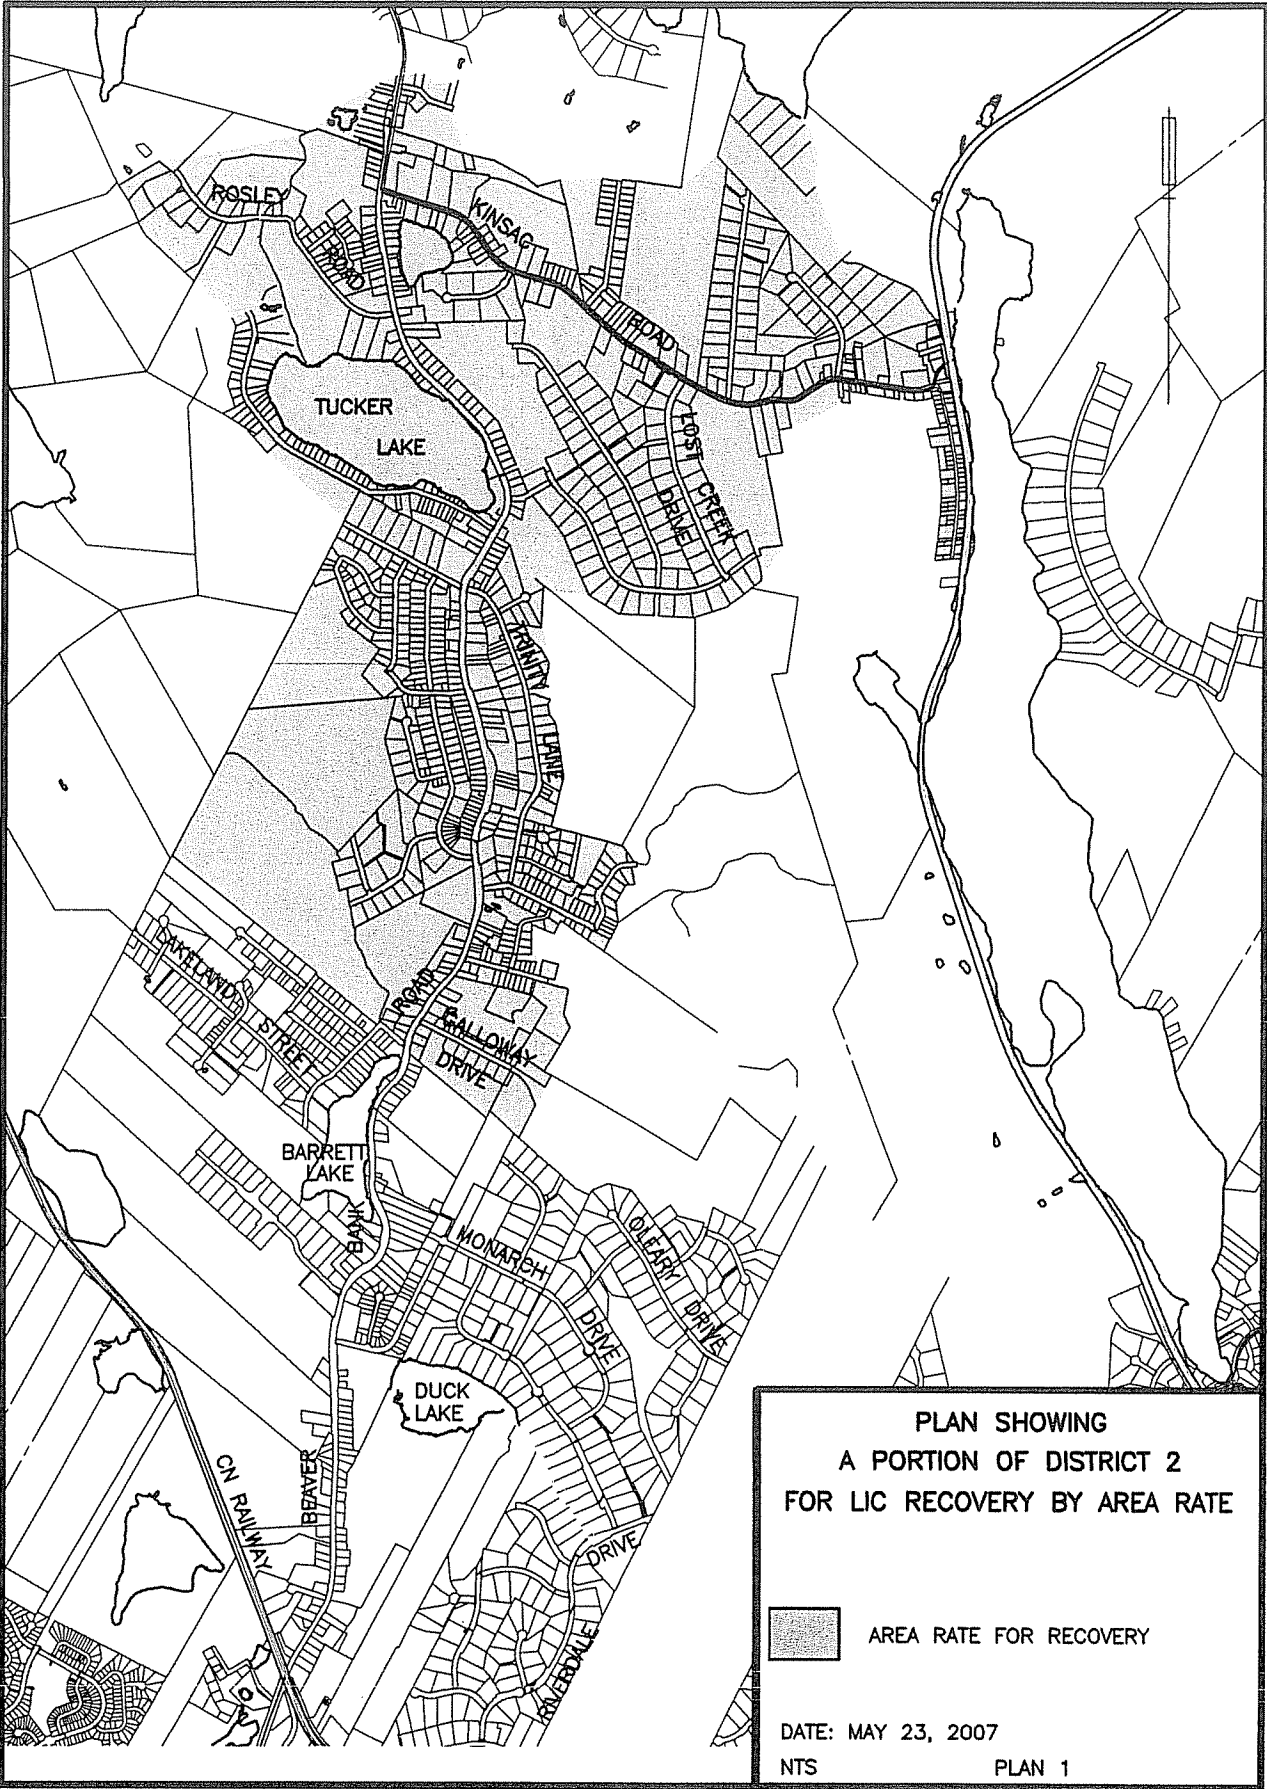 ROSLEY
ROAD
KINSAC
ROAD
TUCKER
LAKE
LOST CREEK
DRIVE
TRINITY LANE
LAKELAND
STREET
ROAD
GALLOWAY
DRIVE
BARRETT
LAKE
BANK
MONARCH
DRIVE
O'LEARY
DRIVE
DUCK
LAKE
BEAVER
CN RAILWAY
DRIVE
RIVERDALE
PLAN SHOWING
A PORTION OF DISTRICT 2
FOR LIC RECOVERY BY AREA RATE
AREA RATE FOR RECOVERY
DATE: MAY 23, 2007
NTS PLAN 1